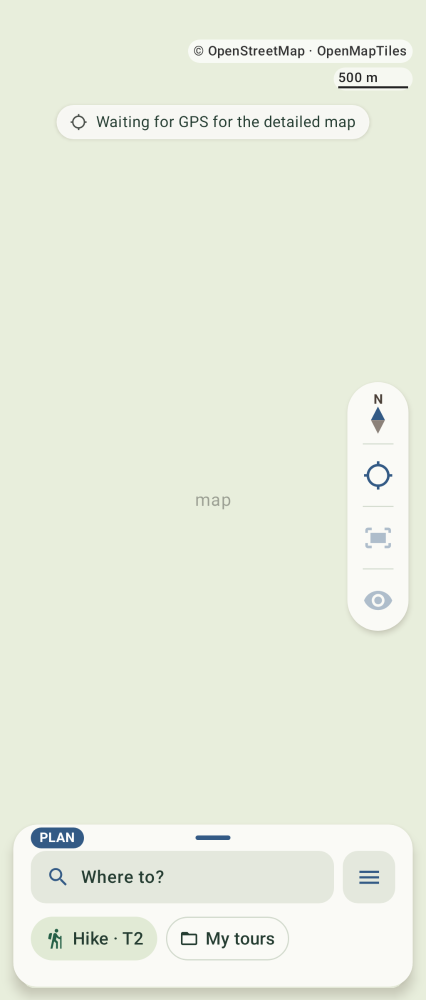 © OpenStreetMap · OpenMapTiles
500 m
Waiting for GPS for the detailed map
N
map
PLAN
Where to?
Hike · T2
My tours